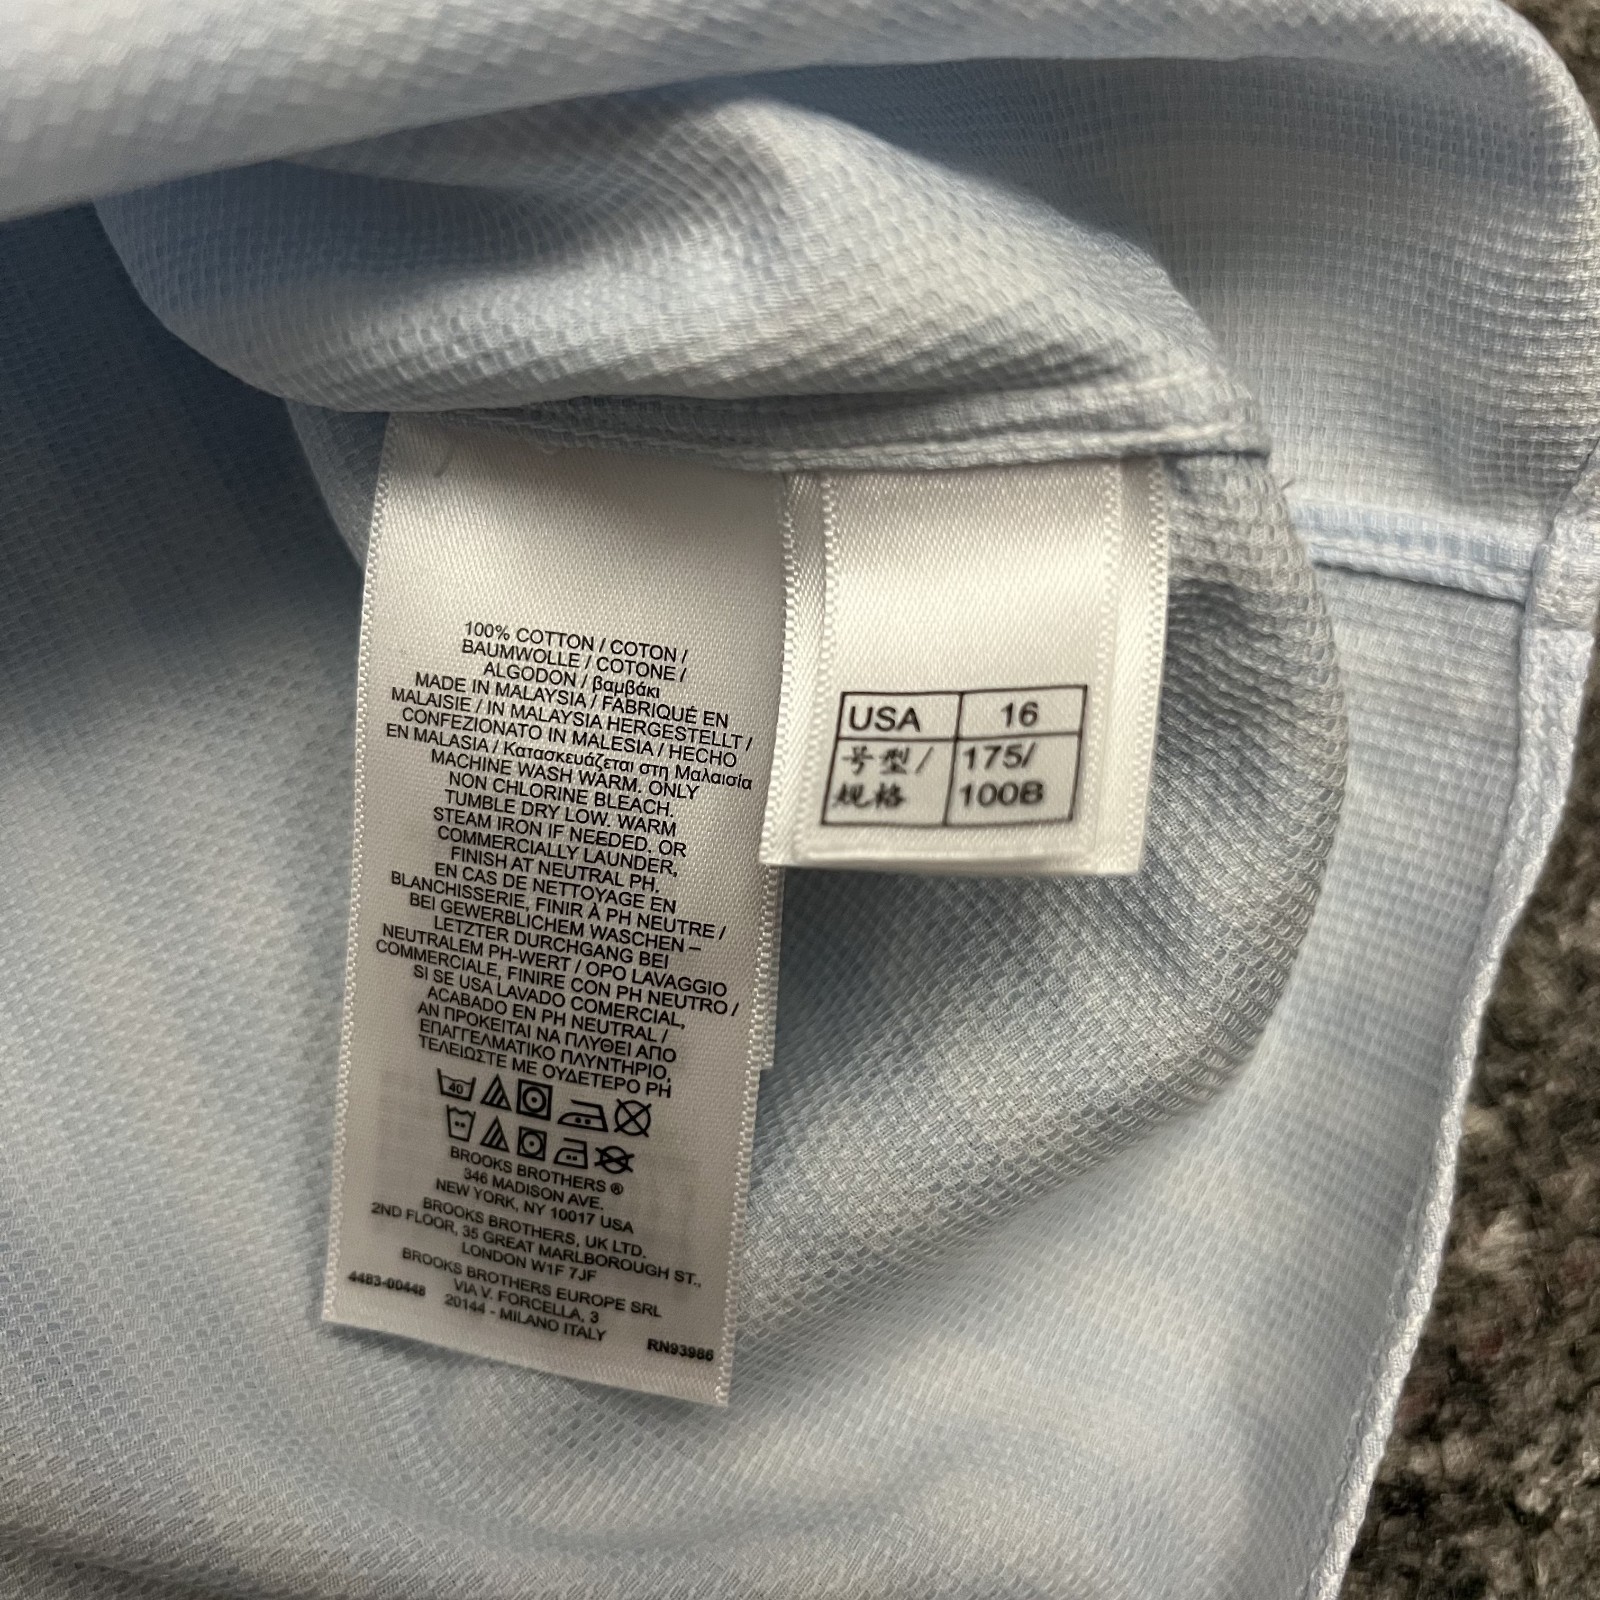 100% COTTON / COTON /
BAUMWOLLE / COTONE /
ALGODON / βαμβάκι
MADE IN MALAYSIA / FABRIQUÉ EN
MALAISIE / IN MALAYSIA HERGESTELLT /
CONFEZIONATO IN MALESIA / HECHO
EN MALASIA / Κατασκευάζεται στη Μαλαισία
MACHINE WASH WARM. ONLY
NON CHLORINE BLEACH.
TUMBLE DRY LOW. WARM
STEAM IRON IF NEEDED. OR
COMMERCIALLY LAUNDER,
FINISH AT NEUTRAL PH.
EN CAS DE NETTOYAGE EN
BLANCHISSERIE, FINIR À PH NEUTRE /
BEI GEWERBLICHEM WASCHEN –
LETZTER DURCHGANG BEI
NEUTRALEM PH-WERT / OPO LAVAGGIO
COMMERCIALE, FINIRE CON PH NEUTRO /
SI SE USA LAVADO COMERCIAL,
ACABADO EN PH NEUTRAL /
ΑΝ ΠΡΟΚΕΙΤΑΙ ΝΑ ΠΛΥΘΕΙ ΑΠΟ
ΕΠΑΓΓΕΛΜΑΤΙΚΟ ΠΛΥΝΤΗΡΙΟ,
ΤΕΛΕΙΩΣΤΕ ΜΕ ΟΥΔΕΤΕΡΟ PH
40
BROOKS BROTHERS ®
346 MADISON AVE.
NEW YORK, NY 10017 USA
BROOKS BROTHERS, UK LTD.
2ND FLOOR, 35 GREAT MARLBOROUGH ST.,
LONDON W1F 7JF
BROOKS BROTHERS EUROPE SRL
VIA V. FORCELLA, 3
20144 - MILANO ITALY
4483-00448
RN93986
USA 16
号型/ 175/
规格 100B